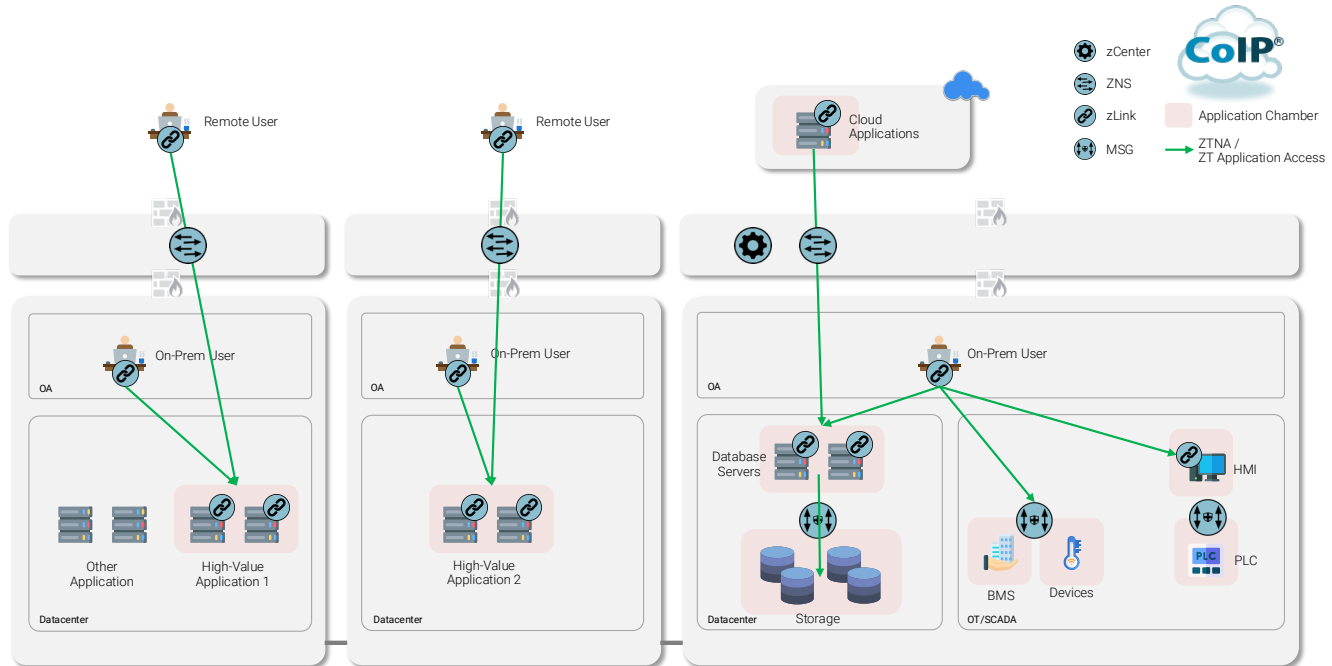 CoIP®
zCenter
ZNS
zLink
MSG
Application Chamber
ZTNA /
ZT Application Access
Remote User
Remote User
Cloud
Applications
On-Prem User
OA
On-Prem User
OA
On-Prem User
OA
Other
Application
High-Value
Application 1
Datacenter
High-Value
Application 2
Datacenter
Database
Servers
Storage
Datacenter
HMI
PLC
PLC
BMS
Devices
OT/SCADA